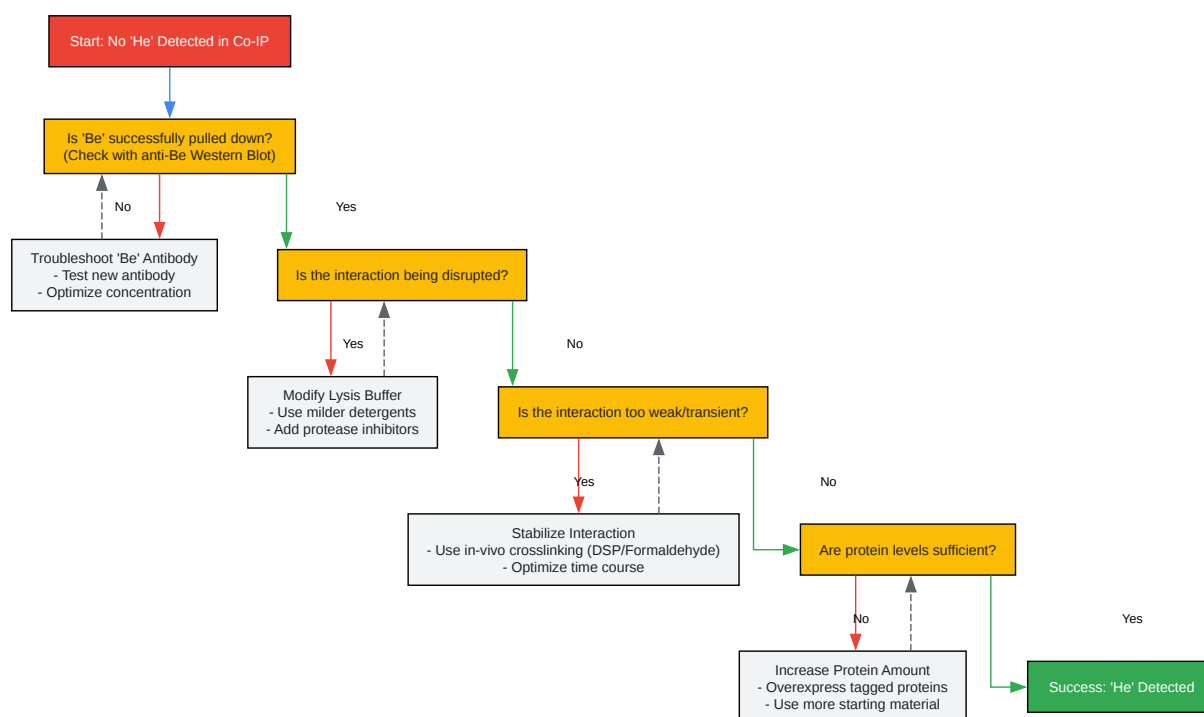 Start: No 'He' Detected in Co-IP
Is 'Be' successfully pulled down?
(Check with anti-Be Western Blot)
No
Yes
Troubleshoot 'Be' Antibody
- Test new antibody
- Optimize concentration
Is the interaction being disrupted?
Yes
No
Modify Lysis Buffer
- Use milder detergents
- Add protease inhibitors
Is the interaction too weak/transient?
Yes
No
Stabilize Interaction
- Use in-vivo crosslinking (DSP/Formaldehyde)
- Optimize time course
Are protein levels sufficient?
No
Yes
Increase Protein Amount
- Overexpress tagged proteins
- Use more starting material
Success: 'He' Detected